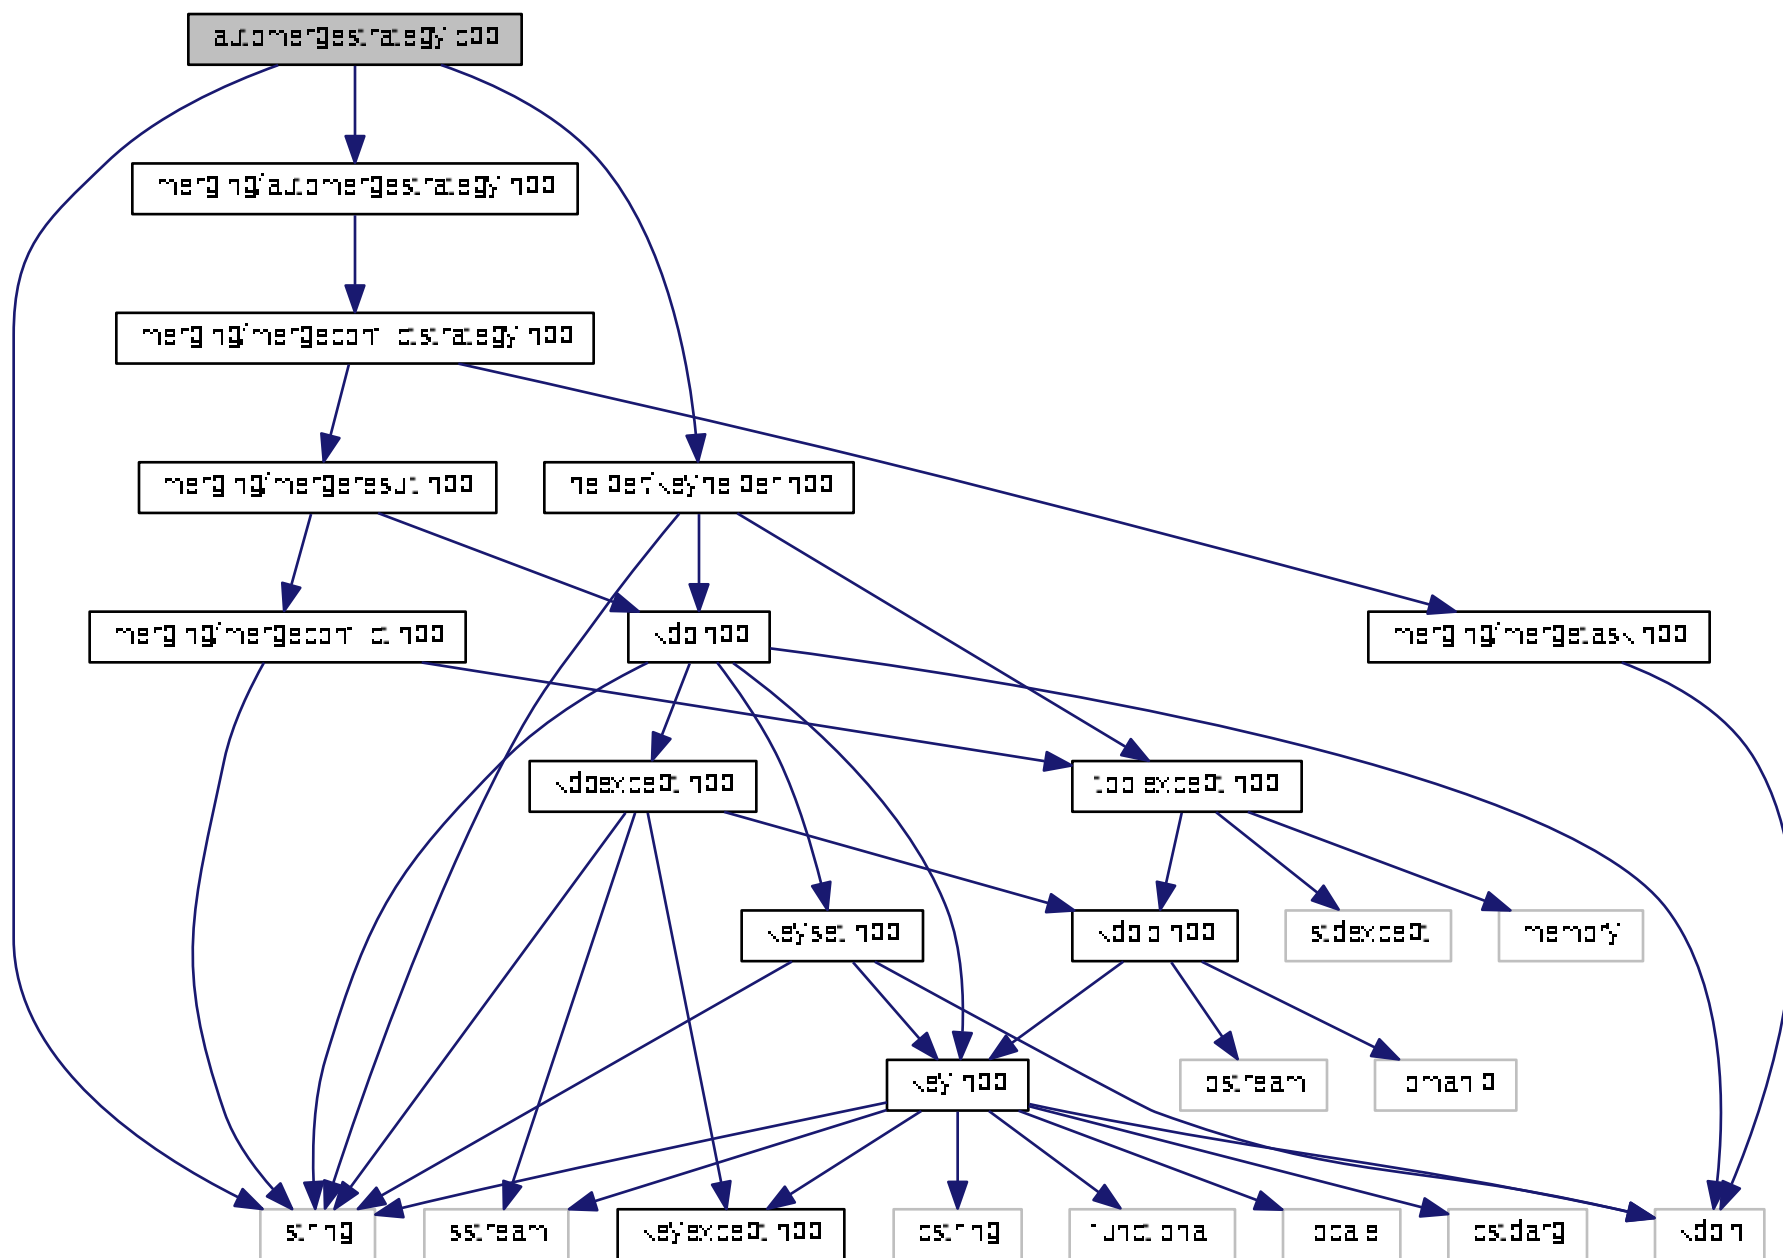 automergestrategy.cpp
merging/automergestrategy.hpp
merging/mergeconflictstrategy.hpp
merging/mergeresult.hpp
helper/keyhelper.hpp
merging/mergeconflict.hpp
kdb.hpp
merging/mergetask.hpp
kdbexcept.hpp
toolexcept.hpp
keyset.hpp
kdbio.hpp
stdexcept
memory
key.hpp
iostream
iomanip
string
sstream
keyexcept.hpp
cstring
functional
locale
cstdarg
kdb.h